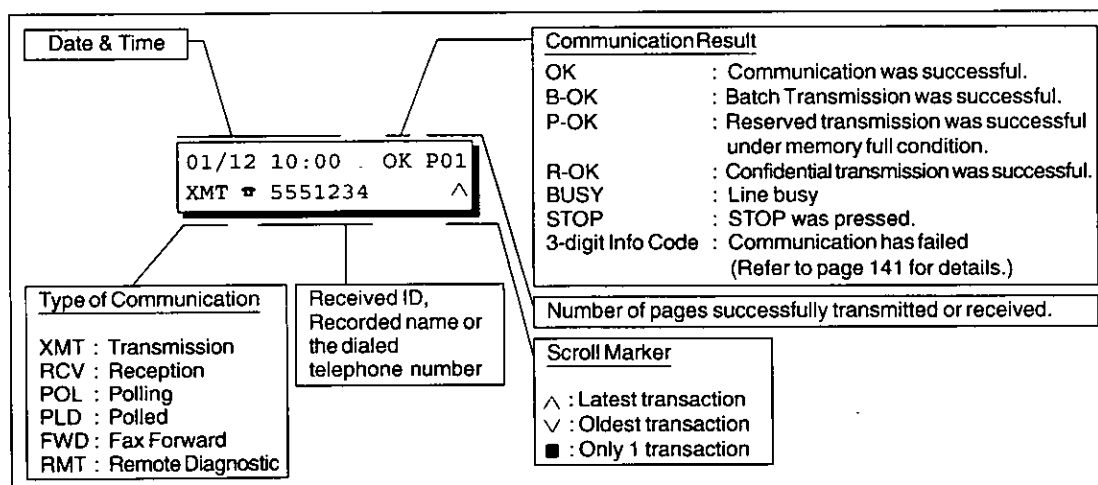 Date & Time
01/12 10:00 . OK P01
XMT ☎ 5551234 ∧
Communication Result
OK : Communication was successful.
B-OK : Batch Transmission was successful.
P-OK : Reserved transmission was successful
under memory full condition.
R-OK : Confidential transmission was successful.
BUSY : Line busy
STOP : STOP was pressed.
3-digit Info Code : Communication has failed
(Refer to page 141 for details.)
Number of pages successfully transmitted or received.
Type of Communication
XMT : Transmission
RCV : Reception
POL : Polling
PLD : Polled
FWD : Fax Forward
RMT : Remote Diagnostic
Received ID,
Recorded name or
the dialed
telephone number
Scroll Marker
∧ : Latest transaction
∨ : Oldest transaction
■ : Only 1 transaction